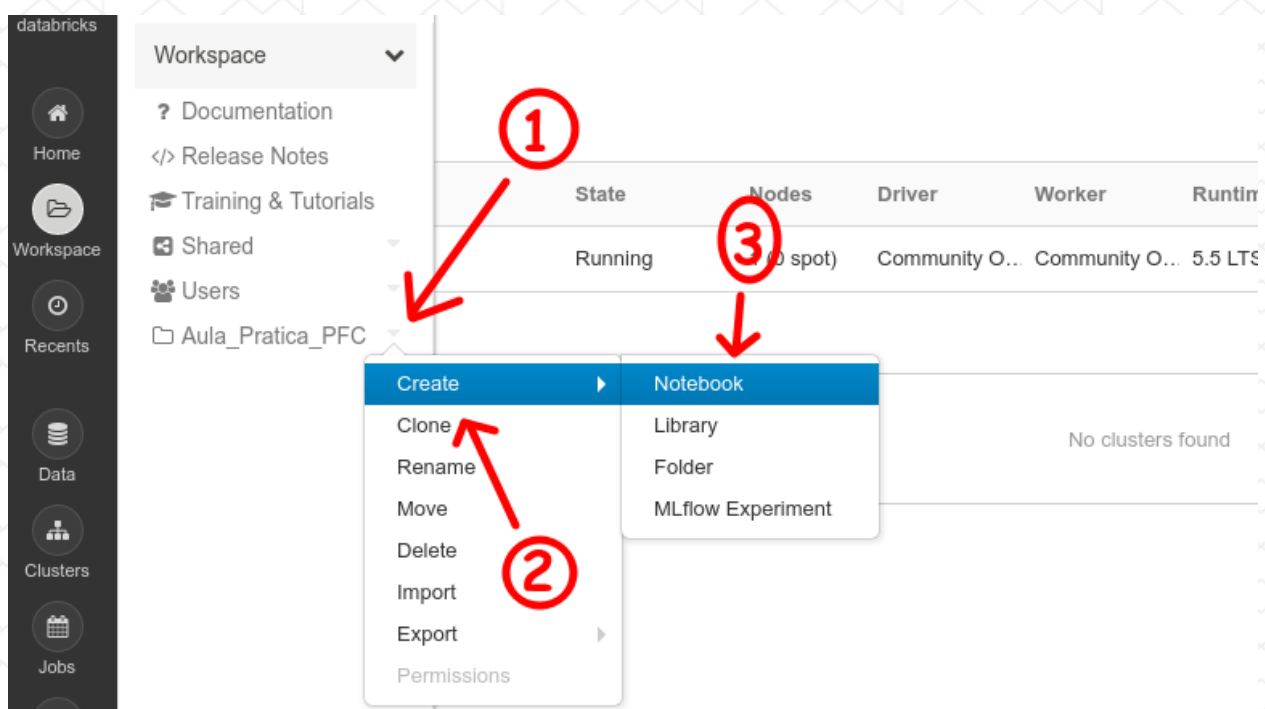 databricks
Home
Workspace
Recents
Data
Clusters
Jobs
Workspace
? Documentation
</> Release Notes
Training & Tutorials
Shared
Users
Aula_Pratica_PFC
1
2
3
Create
Clone
Rename
Move
Delete
Import
Export
Permissions
Notebook
Library
Folder
MLflow Experiment
State Nodes Driver Worker Runtim
Running (0 spot) Community O... Community O... 5.5 LTS
No clusters found